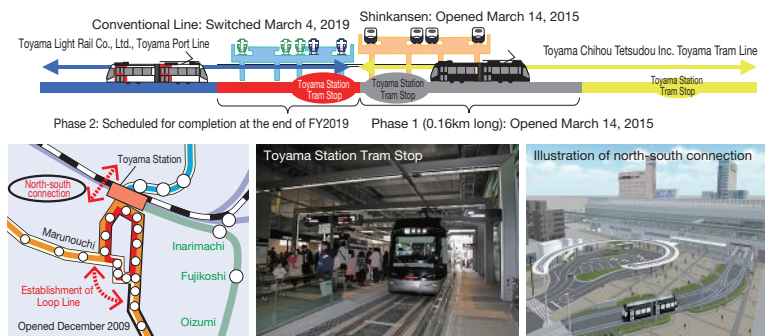 Conventional Line: Switched March 4, 2019
Shinkansen: Opened March 14, 2015
Toyama Light Rail Co., Ltd., Toyama Port Line
Toyama Chihou Tetsudou Inc. Toyama Tram Line
Toyama Station
Tram Stop
Toyama Station
Tram Stop
Toyama Station
Tram Stop
Phase 2: Scheduled for completion at the end of FY2019
Phase 1 (0.16km long): Opened March 14, 2015
Toyama Station
North-south
connection
Marunouchi
Inarimachi
Fujikoshi
Establishment of
Loop Line
Oizumi
Opened December 2009
Toyama Station Tram Stop
Illustration of north-south connection